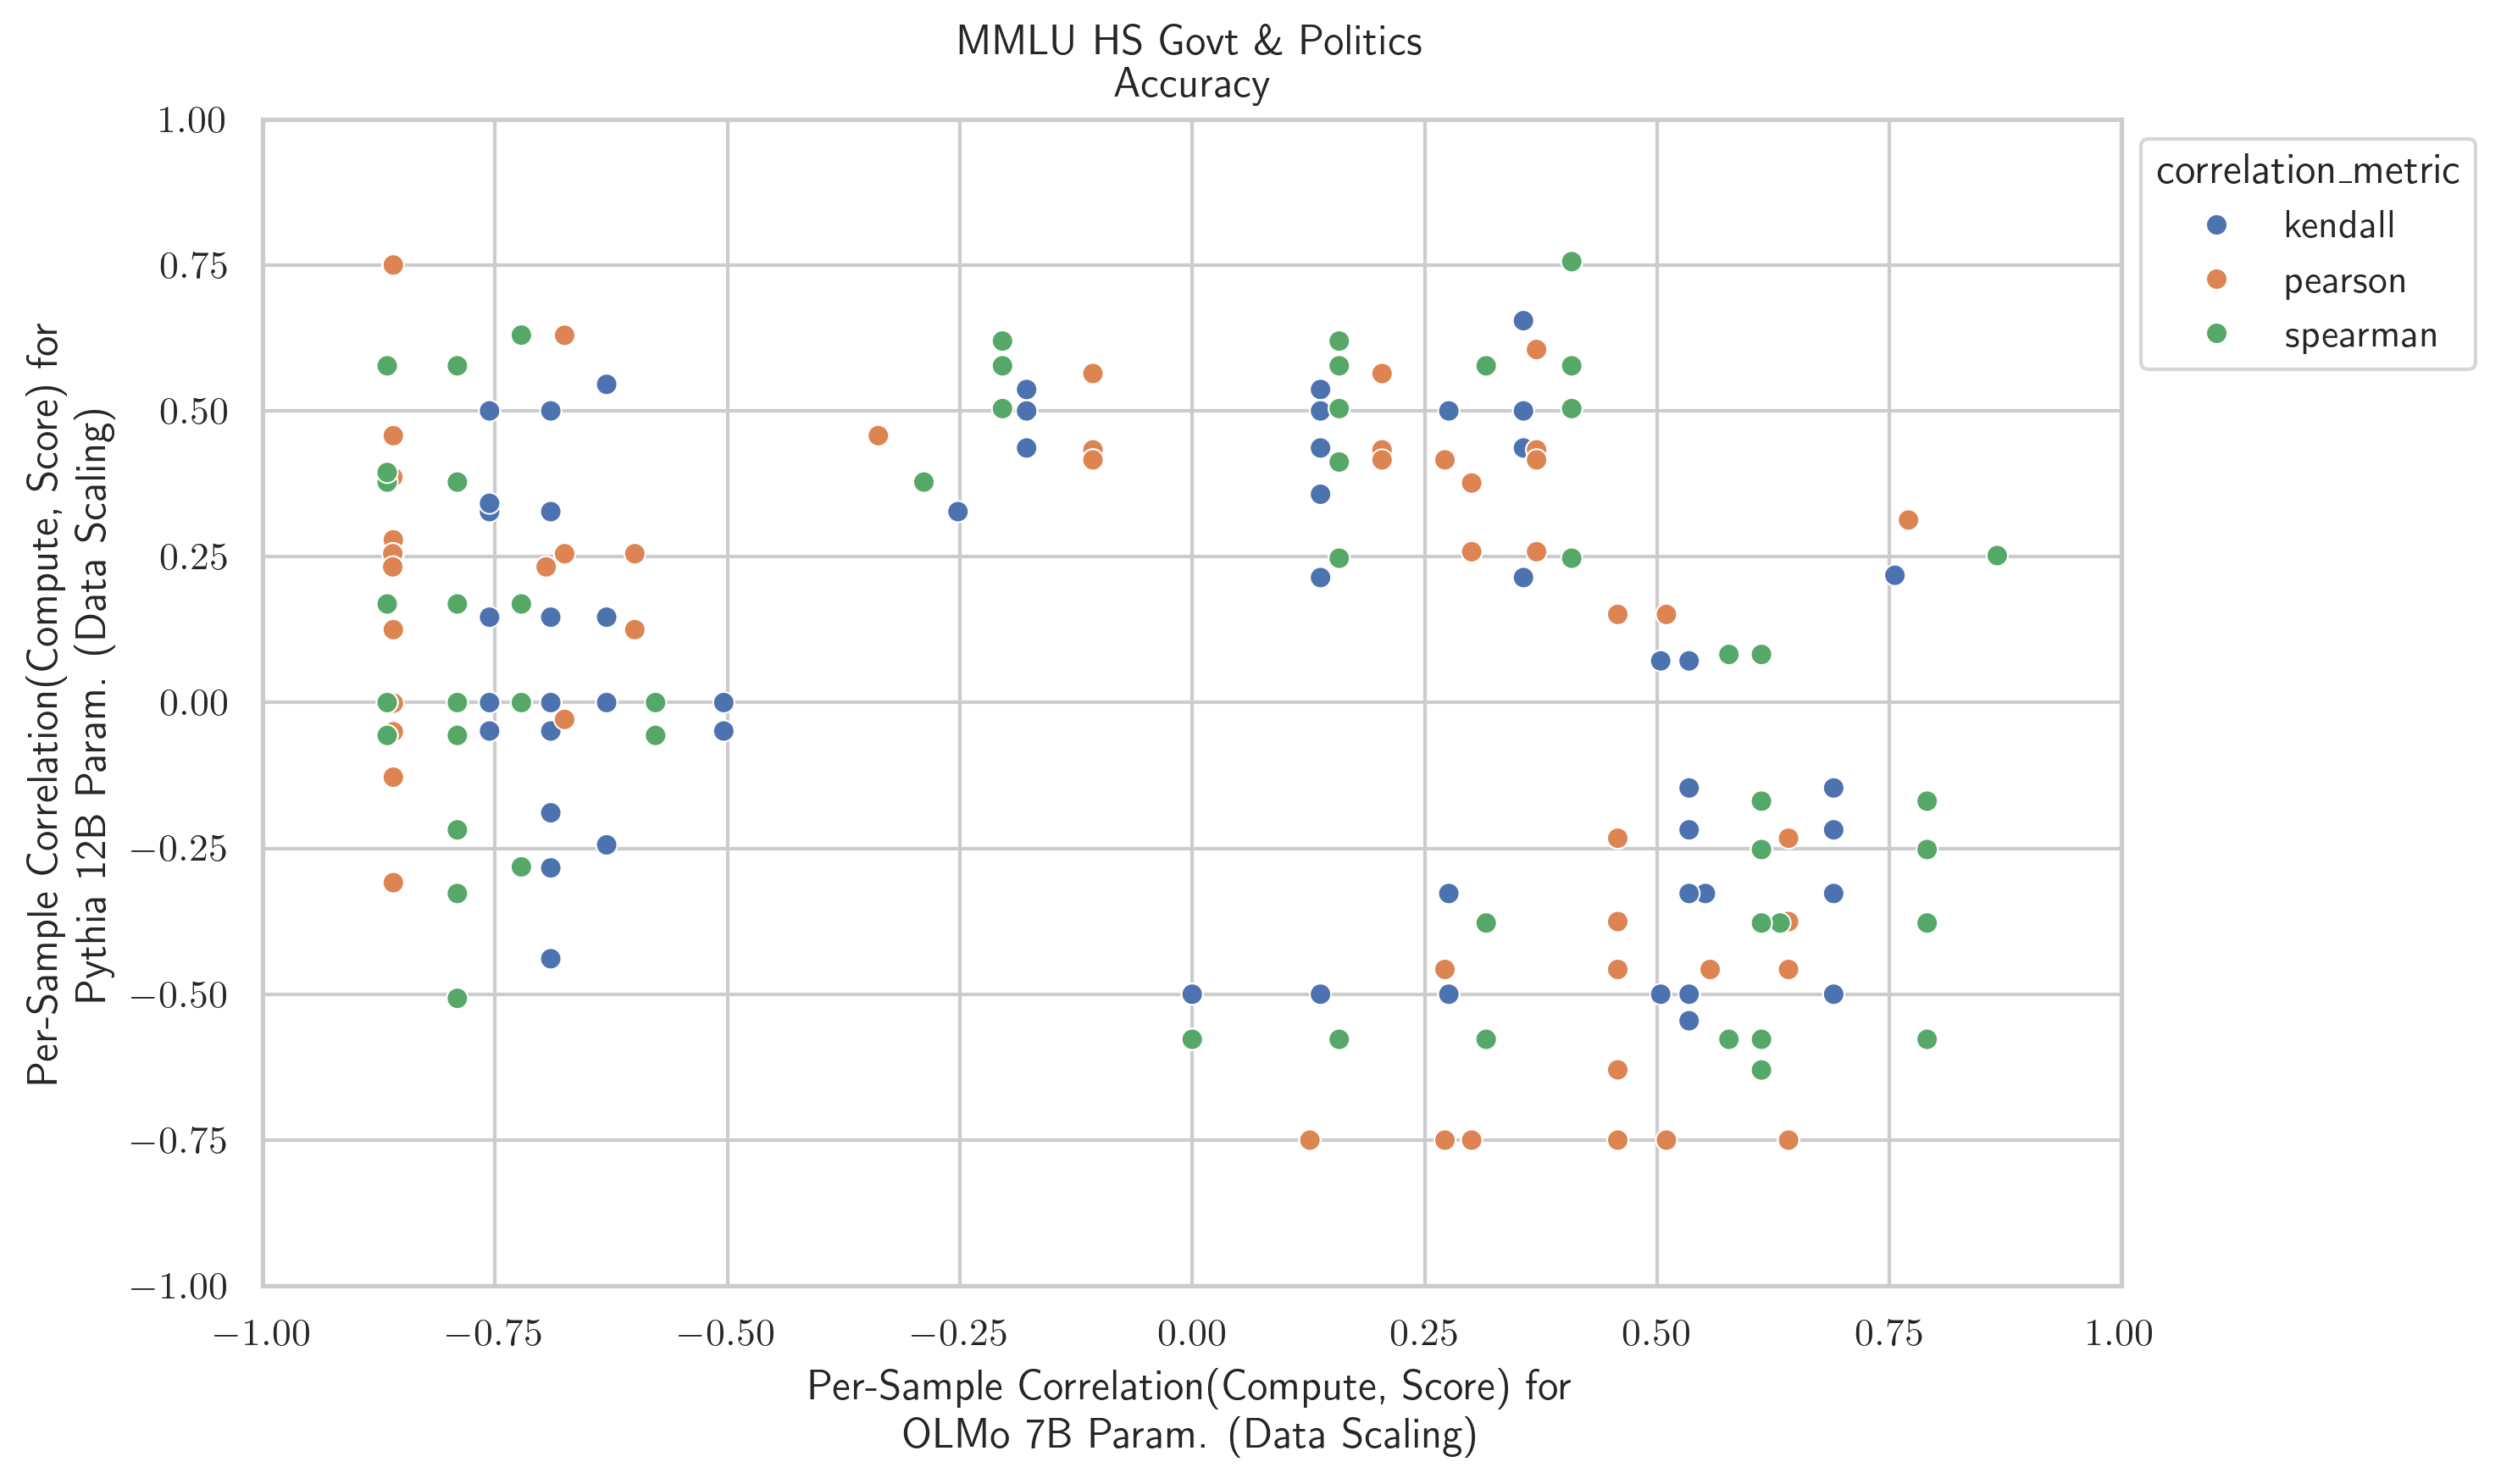 MMLU HS Govt & Politics
Accuracy
Per-Sample Correlation(Compute, Score) for
Pythia 12B Param. (Data Scaling)
1.00
0.75
0.50
0.25
0.00
−0.25
−0.50
−0.75
−1.00
−1.00 −0.75 −0.50 −0.25 0.00 0.25 0.50 0.75 1.00
Per-Sample Correlation(Compute, Score) for
OLMo 7B Param. (Data Scaling)
correlation_metric
kendall
pearson
spearman